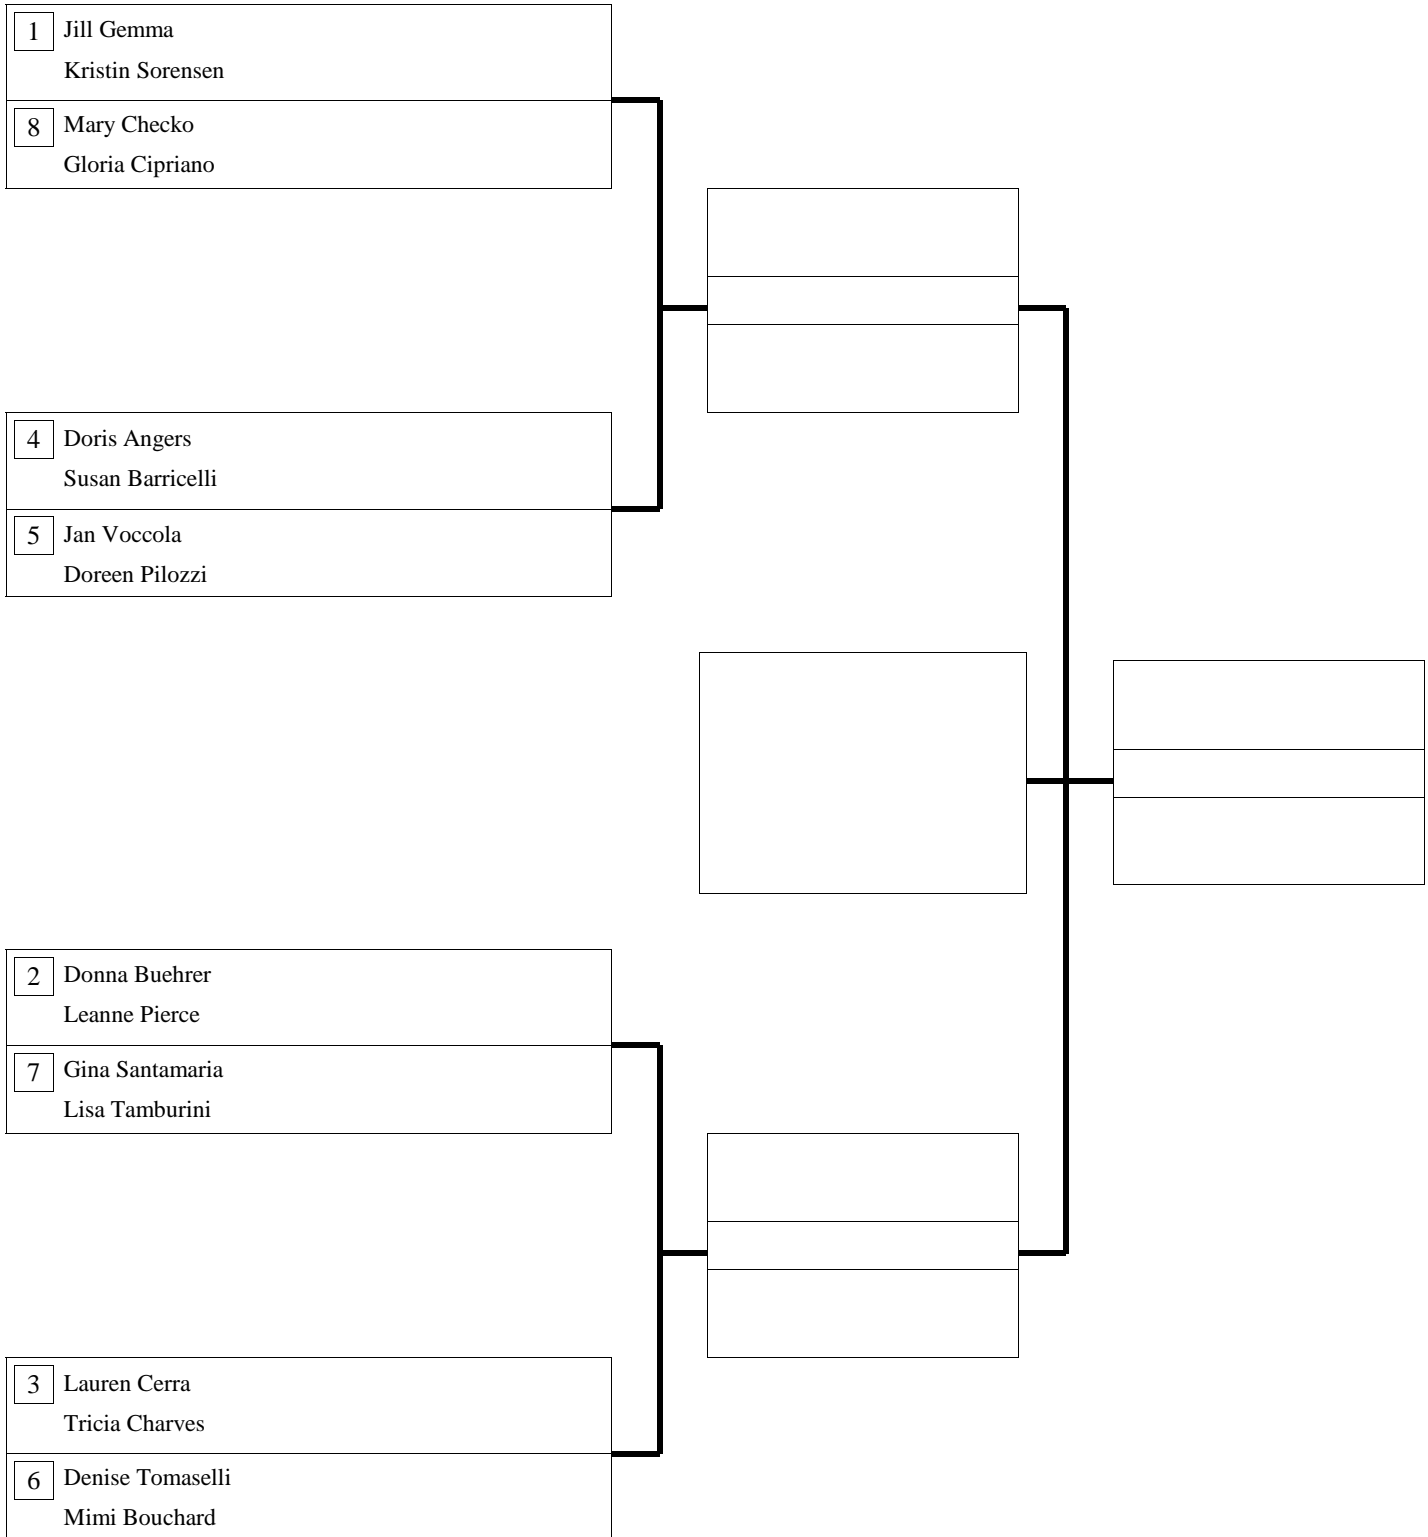 1 Jill Gemma
Kristin Sorensen
8 Mary Checko
Gloria Cipriano
4 Doris Angers
Susan Barricelli
5 Jan Voccola
Doreen Pilozzi
2 Donna Buehrer
Leanne Pierce
7 Gina Santamaria
Lisa Tamburini
3 Lauren Cerra
Tricia Charves
6 Denise Tomaselli
Mimi Bouchard